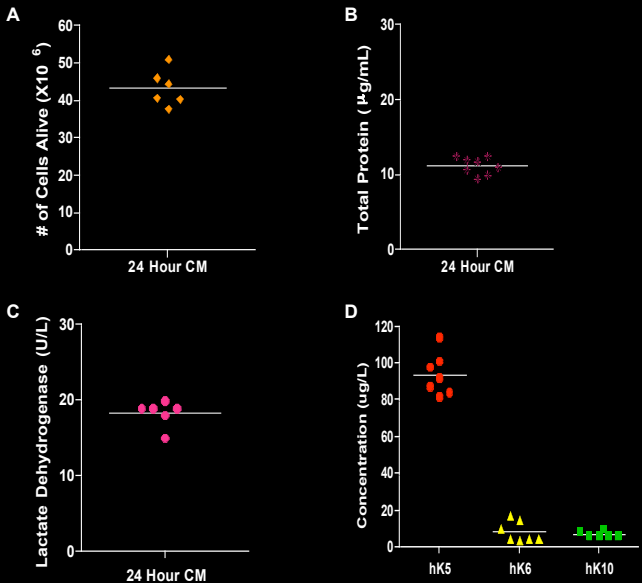 A
# of Cells Alive (X10 6)
60
50
40
30
20
10
0
24 Hour CM
B
Total Protein ( μg/mL)
30
20
10
0
24 Hour CM
C
Lactate Dehydrogenase (U/L)
30
20
10
0
24 Hour CM
D
Concentration (ug/L)
120
100
80
60
40
20
0
hK5 hK6 hK10